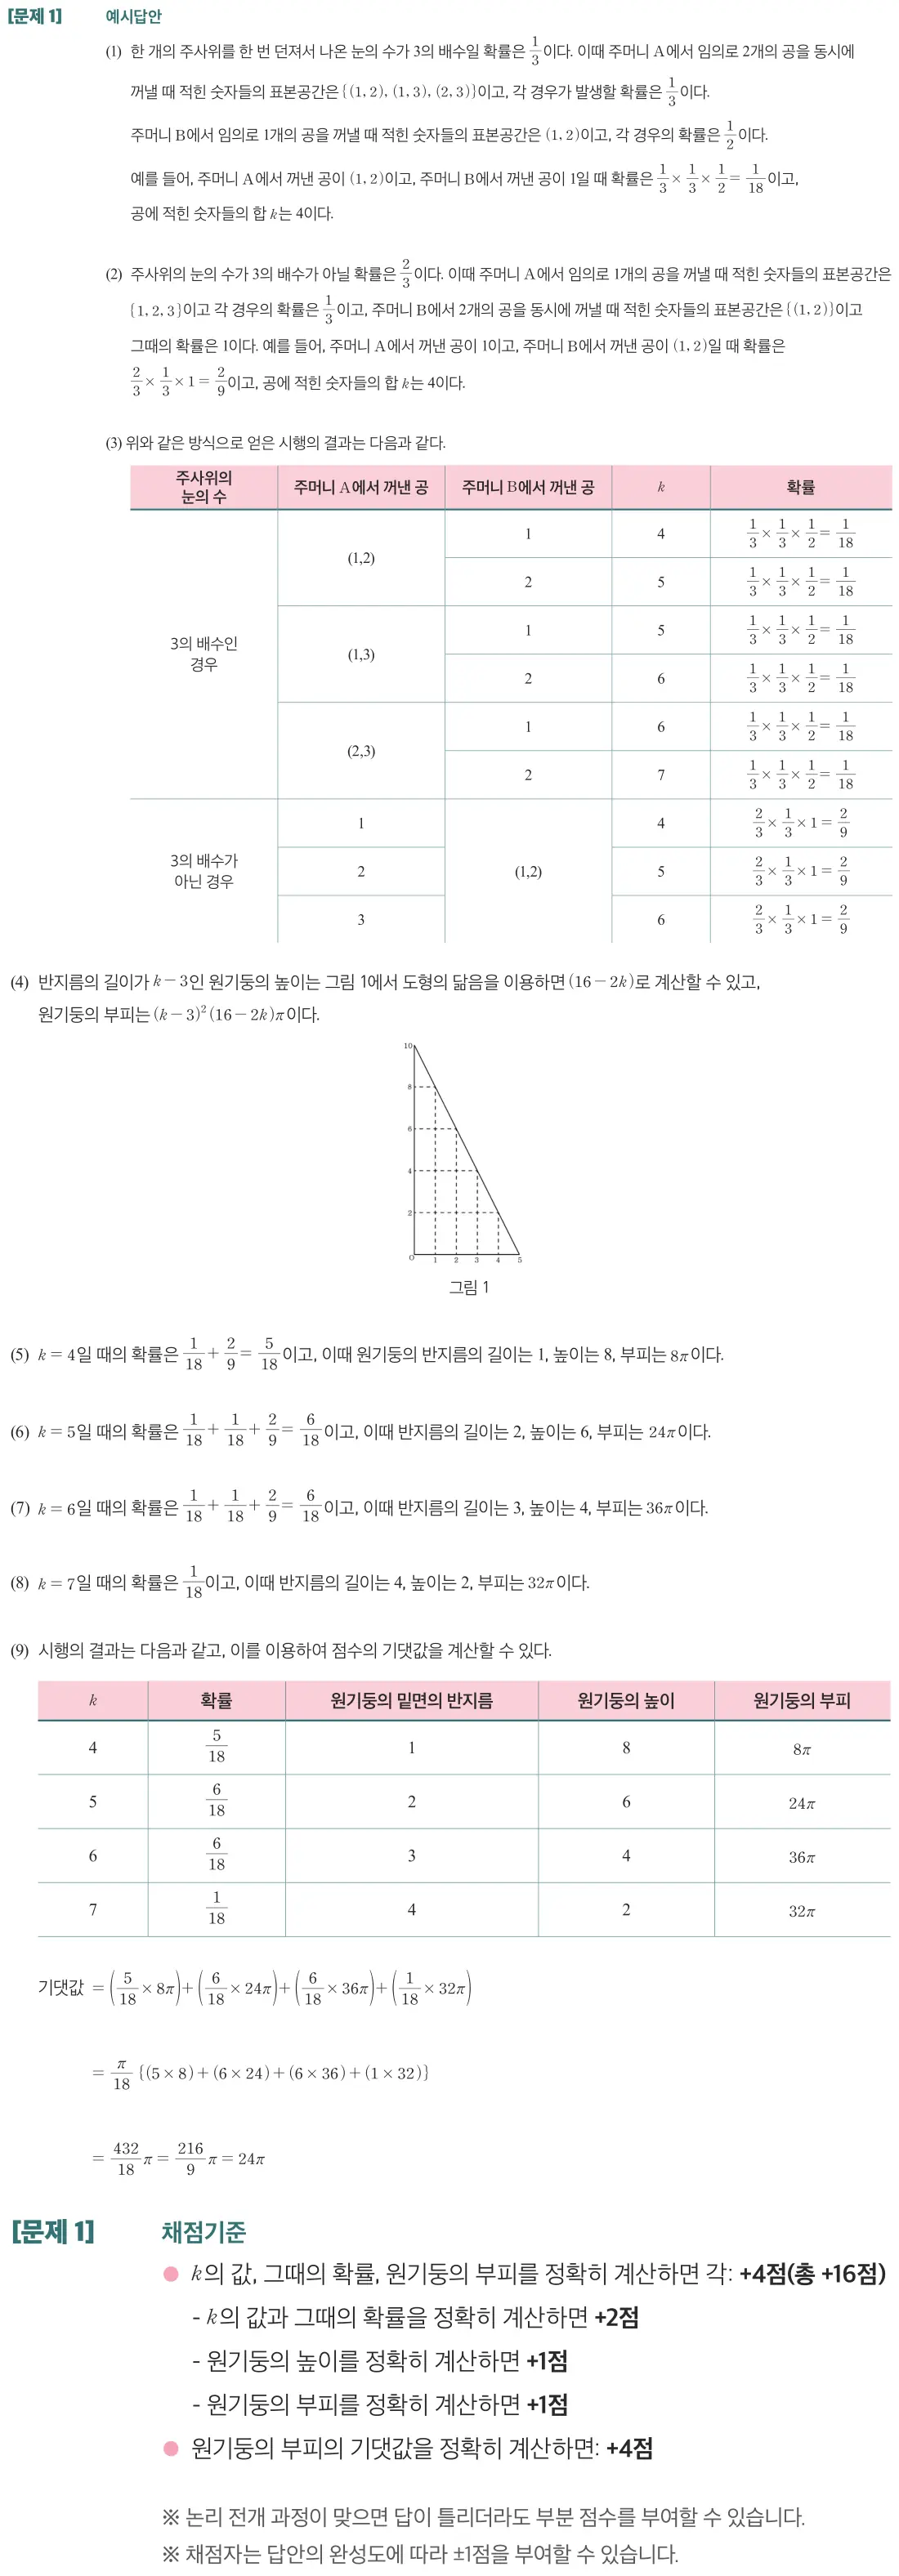 [문제 1] 예시답안
(1) 한 개의 주사위를 한 번 던져서 나온 눈의 수가 3의 배수일 확률은 1/3이다. 이때 주머니 A에서 임의로 2개의 공을 동시에
꺼낼 때 적힌 숫자들의 표본공간은 {(1, 2), (1, 3), (2, 3)}이고, 각 경우가 발생할 확률은 1/3이다.
주머니 B에서 임의로 1개의 공을 꺼낼 때 적힌 숫자들의 표본공간은 (1, 2)이고, 각 경우의 확률은 1/2이다.
예를 들어, 주머니 A에서 꺼낸 공이 (1, 2)이고, 주머니 B에서 꺼낸 공이 1일 때 확률은 1/3 × 1/3 × 1/2 = 1/18이고,
공에 적힌 숫자들의 합 k는 4이다.
(2) 주사위의 눈의 수가 3의 배수가 아닐 확률은 2/3이다. 이때 주머니 A에서 임의로 1개의 공을 꺼낼 때 적힌 숫자들의 표본공간은
{1, 2, 3}이고 각 경우의 확률은 1/3이고, 주머니 B에서 2개의 공을 동시에 꺼낼 때 적힌 숫자들의 표본공간은 {(1, 2)}이고
그때의 확률은 1이다. 예를 들어, 주머니 A에서 꺼낸 공이 1이고, 주머니 B에서 꺼낸 공이 (1, 2)일 때 확률은
2/3 × 1/3 × 1 = 2/9이고, 공에 적힌 숫자들의 합 k는 4이다.
(3) 위와 같은 방식으로 얻은 시행의 결과는 다음과 같다.
주사위의
눈의 수 주머니 A에서 꺼낸 공 주머니 B에서 꺼낸 공 k 확률
3의 배수인
경우
(1,2)
1 4 1/3 × 1/3 × 1/2 = 1/18
2 5 1/3 × 1/3 × 1/2 = 1/18
(1,3)
1 5 1/3 × 1/3 × 1/2 = 1/18
2 6 1/3 × 1/3 × 1/2 = 1/18
(2,3)
1 6 1/3 × 1/3 × 1/2 = 1/18
2 7 1/3 × 1/3 × 1/2 = 1/18
3의 배수가
아닌 경우
(1,2)
1 4 2/3 × 1/3 × 1 = 2/9
2 5 2/3 × 1/3 × 1 = 2/9
3 6 2/3 × 1/3 × 1 = 2/9
(4) 반지름의 길이가 k − 3인 원기둥의 높이는 그림 1에서 도형의 닮음을 이용하면 (16 − 2k)로 계산할 수 있고,
원기둥의 부피는 (k − 3)²(16 − 2k)π이다.
10
8
6
4
2
O 1 2 3 4 5
그림 1
(5) k = 4일 때의 확률은 1/18 + 2/9 = 5/18이고, 이때 원기둥의 반지름의 길이는 1, 높이는 8, 부피는 8π이다.
(6) k = 5일 때의 확률은 1/18 + 1/18 + 2/9 = 6/18이고, 이때 반지름의 길이는 2, 높이는 6, 부피는 24π이다.
(7) k = 6일 때의 확률은 1/18 + 1/18 + 2/9 = 6/18이고, 이때 반지름의 길이는 3, 높이는 4, 부피는 36π이다.
(8) k = 7일 때의 확률은 1/18이고, 이때 반지름의 길이는 4, 높이는 2, 부피는 32π이다.
(9) 시행의 결과는 다음과 같고, 이를 이용하여 점수의 기댓값을 계산할 수 있다.
k 확률 원기둥의 밑면의 반지름 원기둥의 높이 원기둥의 부피
4 5/18 1 8 8π
5 6/18 2 6 24π
6 6/18 3 4 36π
7 1/18 4 2 32π
기댓값 = (5/18 × 8π) + (6/18 × 24π) + (6/18 × 36π) + (1/18 × 32π)
= π/18 {(5 × 8) + (6 × 24) + (6 × 36) + (1 × 32)}
= 432/18 π = 216/9 π = 24π
[문제 1] 채점기준
● k의 값, 그때의 확률, 원기둥의 부피를 정확히 계산하면 각: +4점(총 +16점)
- k의 값과 그때의 확률을 정확히 계산하면 +2점
- 원기둥의 높이를 정확히 계산하면 +1점
- 원기둥의 부피를 정확히 계산하면 +1점
● 원기둥의 부피의 기댓값을 정확히 계산하면: +4점
※ 논리 전개 과정이 맞으면 답이 틀리더라도 부분 점수를 부여할 수 있습니다.
※ 채점자는 답안의 완성도에 따라 ±1점을 부여할 수 있습니다.